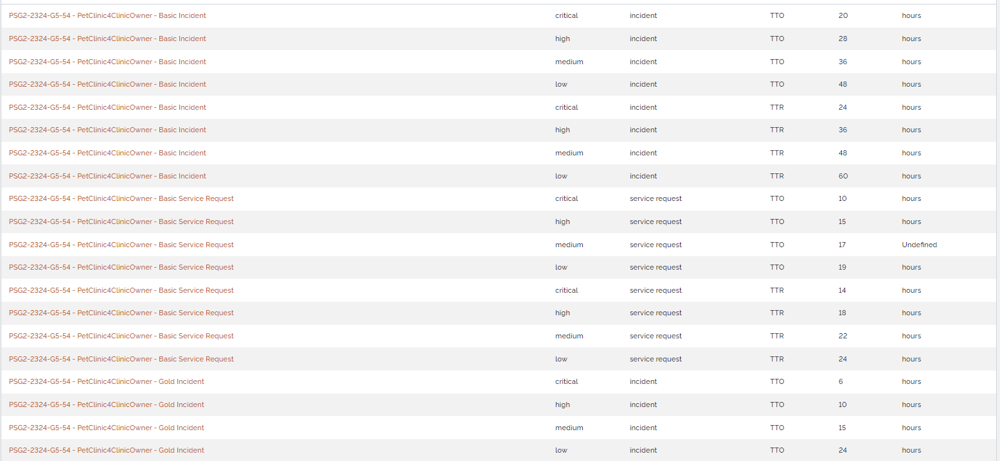 PSG2-2324-G5-54 - PetClinic4ClinicOwner - Basic Incident critical incident TTO 20 hours
PSG2-2324-G5-54 - PetClinic4ClinicOwner - Basic Incident high incident TTO 28 hours
PSG2-2324-G5-54 - PetClinic4ClinicOwner - Basic Incident medium incident TTO 36 hours
PSG2-2324-G5-54 - PetClinic4ClinicOwner - Basic Incident low incident TTO 48 hours
PSG2-2324-G5-54 - PetClinic4ClinicOwner - Basic Incident critical incident TTR 24 hours
PSG2-2324-G5-54 - PetClinic4ClinicOwner - Basic Incident high incident TTR 36 hours
PSG2-2324-G5-54 - PetClinic4ClinicOwner - Basic Incident medium incident TTR 48 hours
PSG2-2324-G5-54 - PetClinic4ClinicOwner - Basic Incident low incident TTR 60 hours
PSG2-2324-G5-54 - PetClinic4ClinicOwner - Basic Service Request critical service request TTO 10 hours
PSG2-2324-G5-54 - PetClinic4ClinicOwner - Basic Service Request high service request TTO 15 hours
PSG2-2324-G5-54 - PetClinic4ClinicOwner - Basic Service Request medium service request TTO 17 Undefined
PSG2-2324-G5-54 - PetClinic4ClinicOwner - Basic Service Request low service request TTO 19 hours
PSG2-2324-G5-54 - PetClinic4ClinicOwner - Basic Service Request critical service request TTR 14 hours
PSG2-2324-G5-54 - PetClinic4ClinicOwner - Basic Service Request high service request TTR 18 hours
PSG2-2324-G5-54 - PetClinic4ClinicOwner - Basic Service Request medium service request TTR 22 hours
PSG2-2324-G5-54 - PetClinic4ClinicOwner - Basic Service Request low service request TTR 24 hours
PSG2-2324-G5-54 - PetClinic4ClinicOwner - Gold Incident critical incident TTO 6 hours
PSG2-2324-G5-54 - PetClinic4ClinicOwner - Gold Incident high incident TTO 10 hours
PSG2-2324-G5-54 - PetClinic4ClinicOwner - Gold Incident medium incident TTO 15 hours
PSG2-2324-G5-54 - PetClinic4ClinicOwner - Gold Incident low incident TTO 24 hours